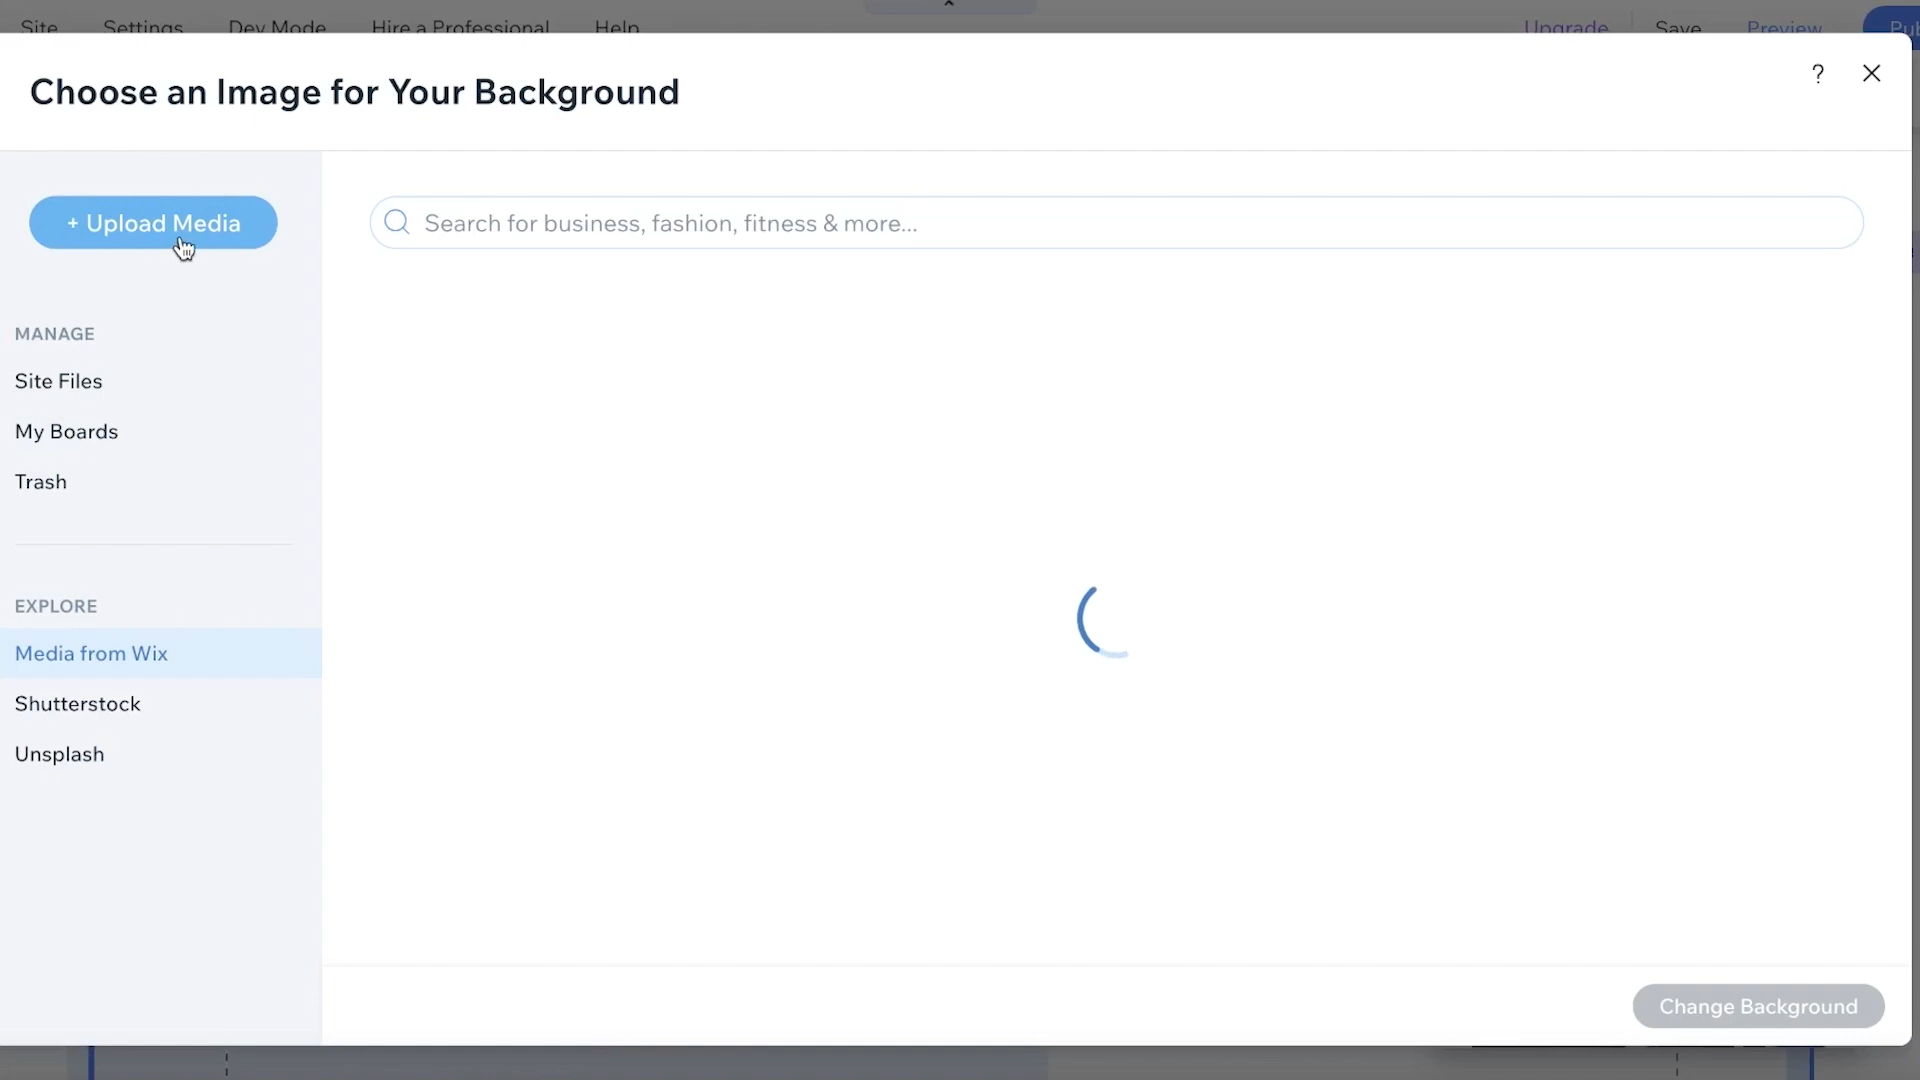 Site Settings Dev Mode Hire a Professional Help Upgrade Save Preview
Choose an Image for Your Background
?
+ Upload Media
Search for business, fashion, fitness & more...
MANAGE
Site Files
My Boards
Trash
EXPLORE
Media from Wix
Shutterstock
Unsplash
Change Background